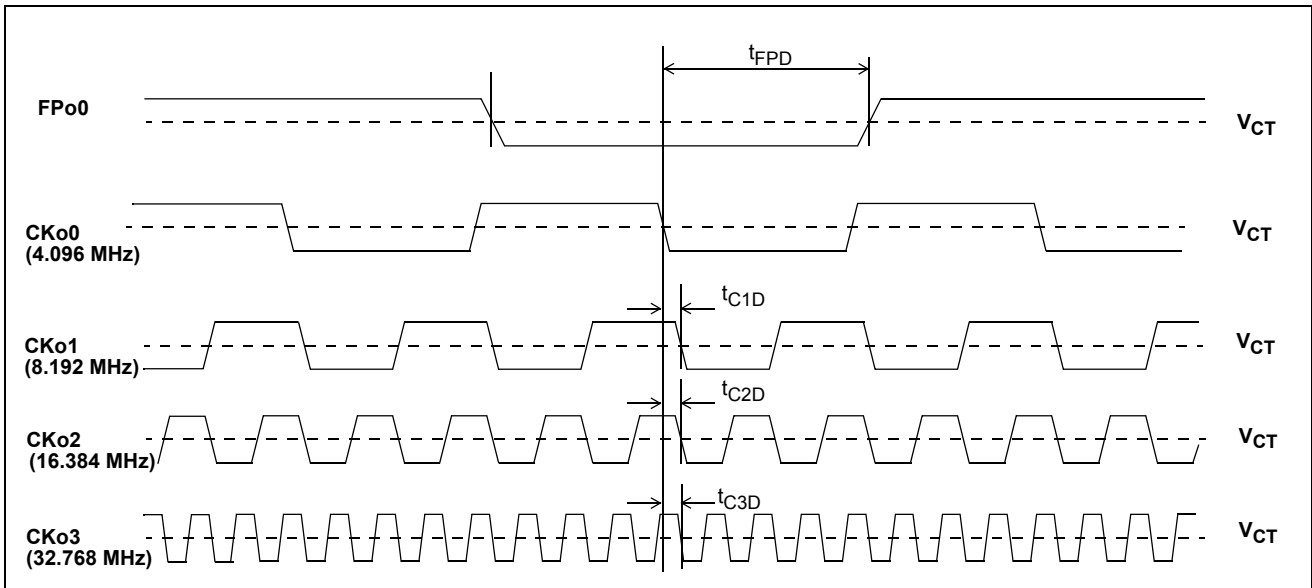 tFPD
FPo0
VCT
CKo0
(4.096 MHz)
VCT
tC1D
CKo1
(8.192 MHz)
VCT
tC2D
CKo2
(16.384 MHz)
VCT
tC3D
CKo3
(32.768 MHz)
VCT